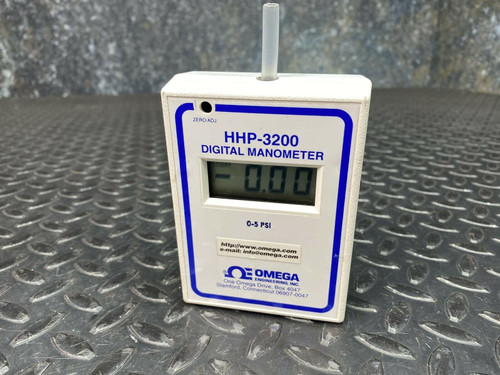 ZERO ADJ
HHP-3200
DIGITAL MANOMETER
- 0.00
0-5 PSI
http://www.omega.com
e-mail: info@omega.com
OMEGA
ENGINEERING, INC.
One Omega Drive, Box 4047
Stamford, Connecticut 06907-0047